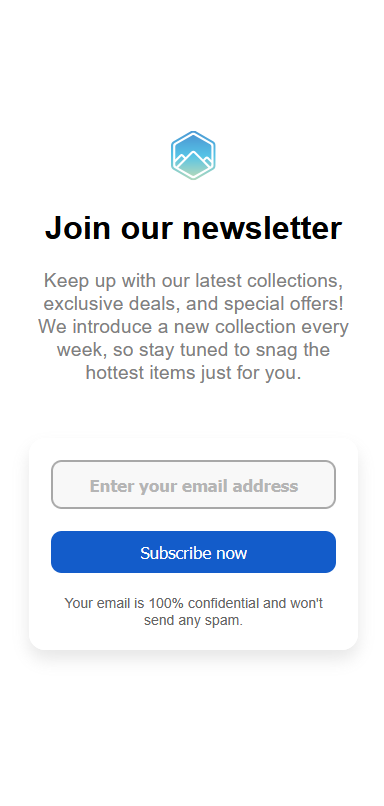 Join our newsletter
Keep up with our latest collections,
exclusive deals, and special offers!
We introduce a new collection every
week, so stay tuned to snag the
hottest items just for you.
Enter your email address
Subscribe now
Your email is 100% confidential and won't
send any spam.